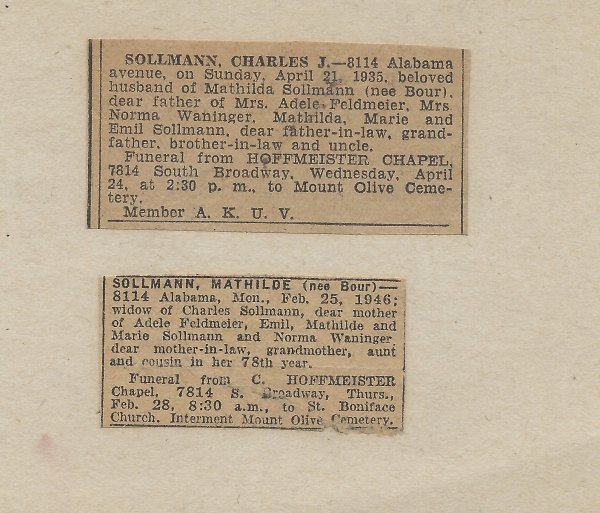 SOLLMANN, CHARLES J.—8114 Alabama
avenue, on Sunday, April 21, 1935, beloved
husband of Mathilda Sollmann (nee Bour),
dear father of Mrs. Adele Feldmeier, Mrs
Norma Waninger, Mathilda, Marie and
Emil Sollmann, dear father-in-law, grand-
father, brother-in-law and uncle.
Funeral from HOFFMEISTER CHAPEL,
7814 South Broadway, Wednesday, April
24, at 2:30 p. m., to Mount Olive Ceme-
tery.
Member A. K. U. V.
SOLLMANN, MATHILDE (nee Bour)—
8114 Alabama, Mon., Feb. 25, 1946;
widow of Charles Sollmann, dear mother
of Adele Feldmeier, Emil, Mathilde and
Marie Sollmann and Norma Waninger
dear mother-in-law, grandmother, aunt
and cousin in her 78th year.
Funeral from C. HOFFMEISTER
Chapel, 7814 S. Broadway, Thurs.,
Feb. 28, 8:30 a.m., to St. Boniface
Church. Interment Mount Olive Cemetery.